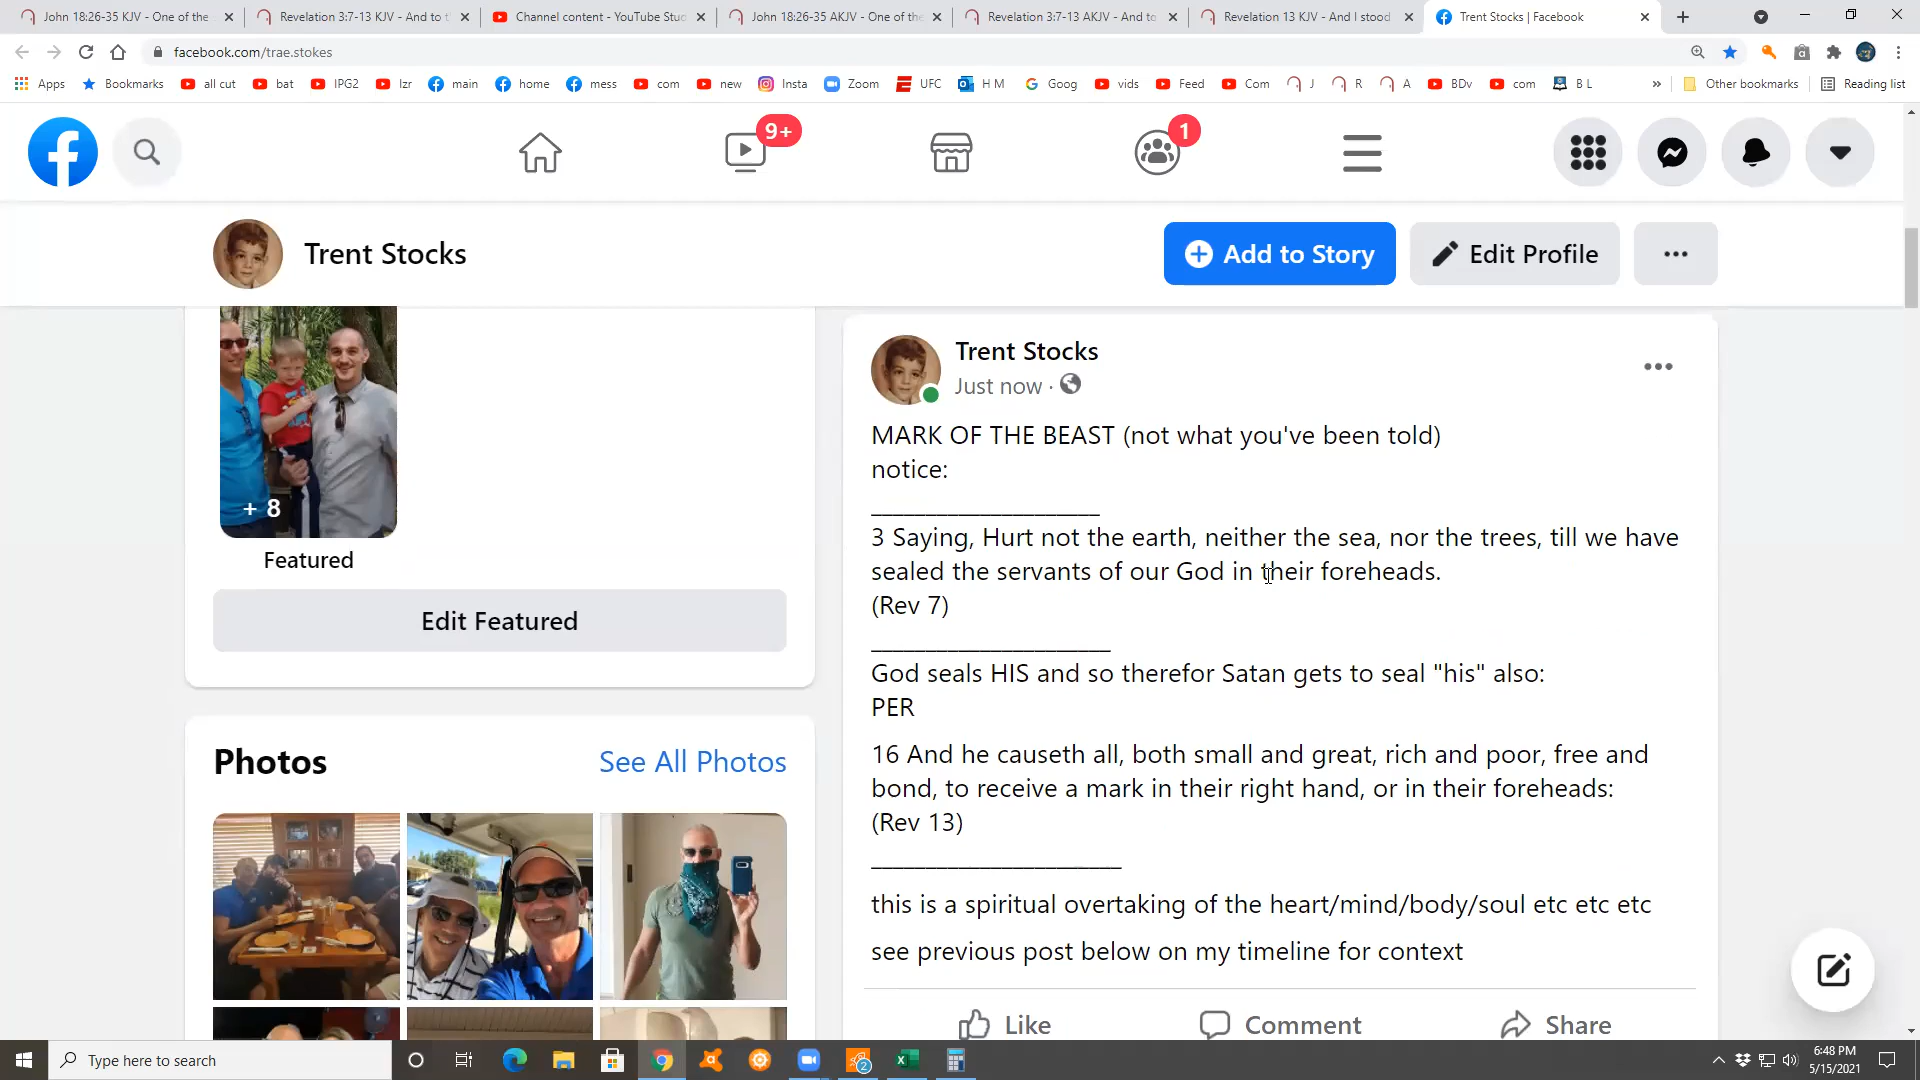 John 18:26-35 KJV - One of the
Revelation 3:7-13 KJV - And to t
Channel content - YouTube Stud
John 18:26-35 AKJV - One of the
Revelation 3:7-13 AKJV - And to
Revelation 13 KJV - And I stood
Trent Stocks | Facebook
facebook.com/trae.stokes
Apps
Bookmarks
all cut
bat
IPG2
lzr
main
home
mess
com
new
Insta
Zoom
UFC
H M
Goog
vids
Feed
Com
J
R
A
BDv
com
B L
»
Other bookmarks
Reading list
9+
1
Trent Stocks
Add to Story
Edit Profile
+ 8
Featured
Edit Featured
Photos
See All Photos
Trent Stocks
Just now ·
MARK OF THE BEAST (not what you've been told)
notice:
_____________________
3 Saying, Hurt not the earth, neither the sea, nor the trees, till we have
sealed the servants of our God in their foreheads.
(Rev 7)
______________________
God seals HIS and so therefor Satan gets to seal "his" also:
PER
16 And he causeth all, both small and great, rich and poor, free and
bond, to receive a mark in their right hand, or in their foreheads:
(Rev 13)
_______________________
this is a spiritual overtaking of the heart/mind/body/soul etc etc etc
see previous post below on my timeline for context
Like
Comment
Share
Type here to search
2
6:48 PM
5/15/2021